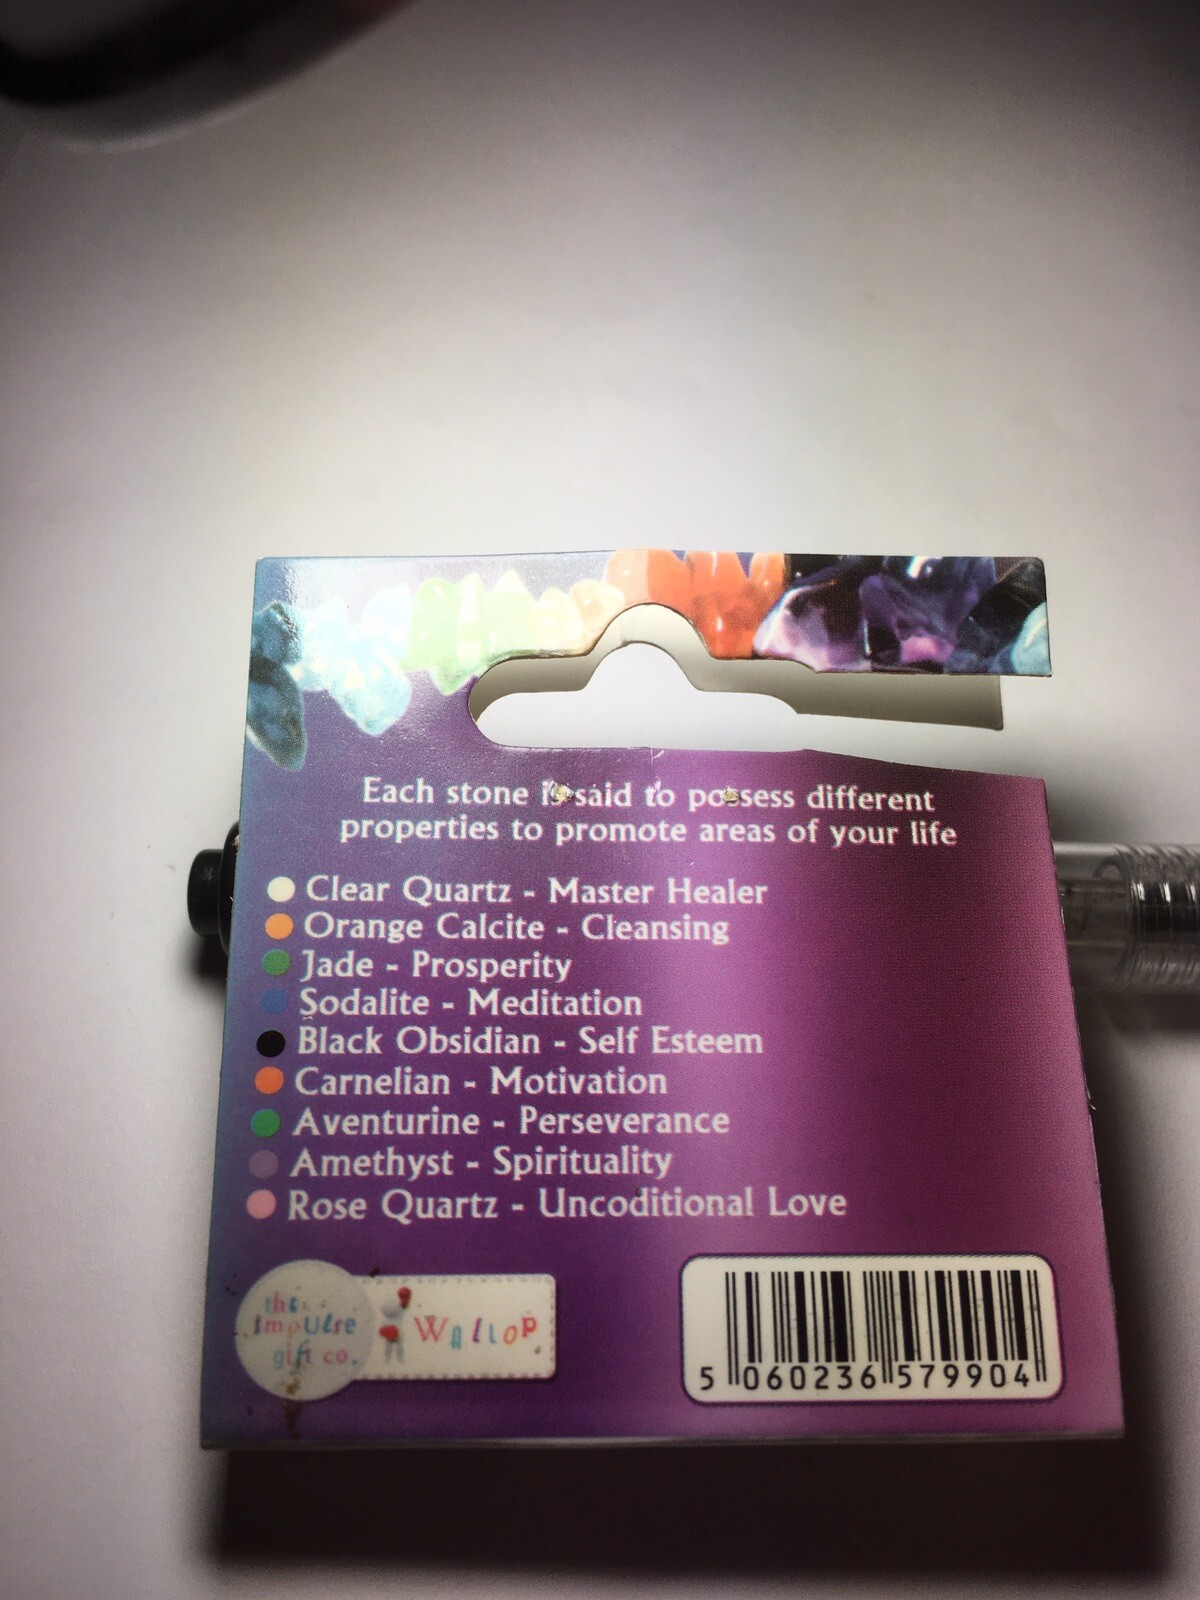 Each stone is said to possess different
properties to promote areas of your life
Clear Quartz - Master Healer
Orange Calcite - Cleansing
Jade - Prosperity
Sodalite - Meditation
Black Obsidian - Self Esteem
Carnelian - Motivation
Aventurine - Perseverance
Amethyst - Spirituality
Rose Quartz - Uncoditional Love
the
impulse
gift co.
Wallop
5 060236 579904